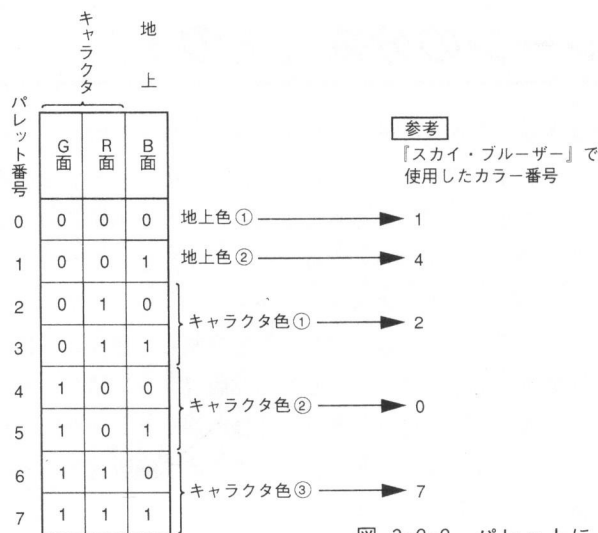 キャラクタ
地上
パレット番号
G面
R面
B面
参考
『スカイ・ブルーザー』で
使用したカラー番号
0 0 0 0 地上色① 1
1 0 0 1 地上色② 4
2 0 1 0
キャラクタ色① 2
3 0 1 1
4 1 0 0
キャラクタ色② 0
5 1 0 1
6 1 1 0
キャラクタ色③ 7
7 1 1 1